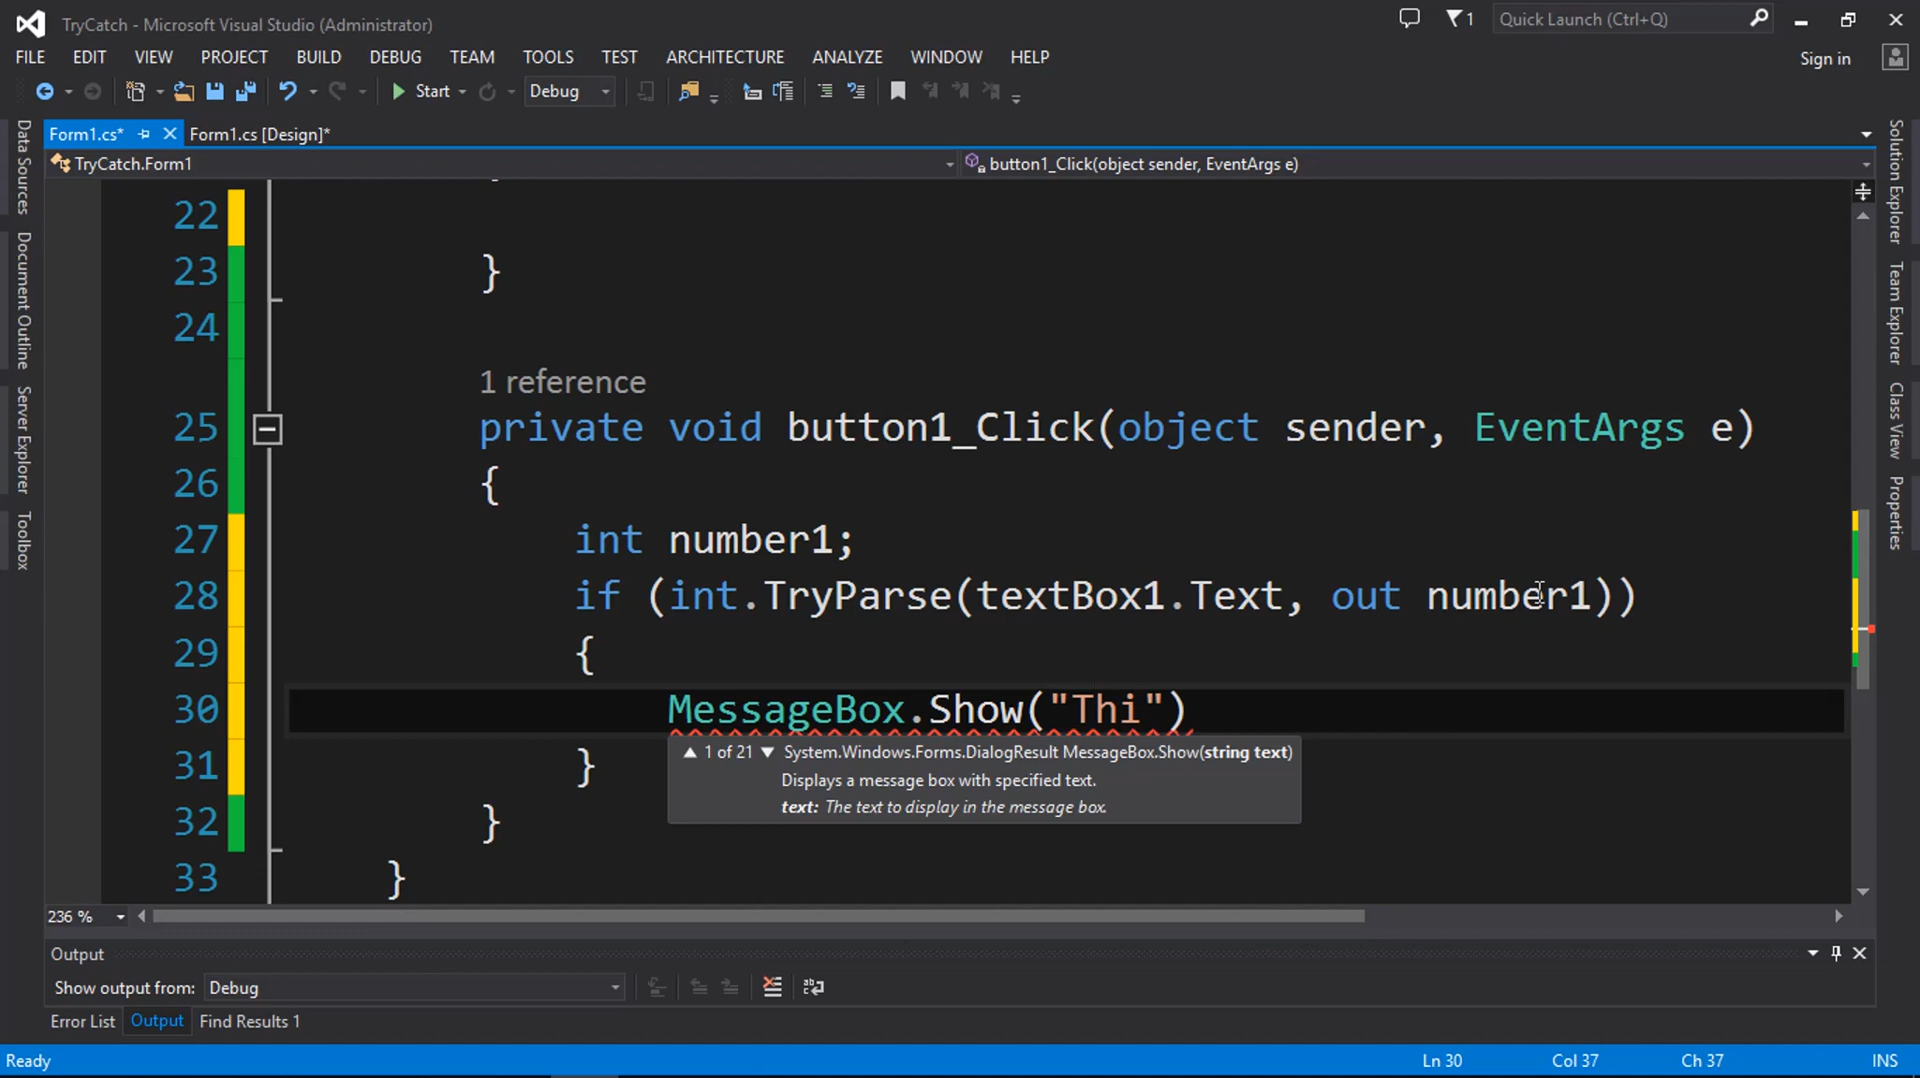 TryCatch - Microsoft Visual Studio (Administrator)
1
Quick Launch (Ctrl+Q)
FILE EDIT VIEW PROJECT BUILD DEBUG TEAM TOOLS TEST ARCHITECTURE ANALYZE WINDOW HELP
Sign in
Start
Debug
Form1.cs*
Form1.cs [Design]*
TryCatch.Form1
button1_Click(object sender, EventArgs e)
Data Sources
Document Outline
Server Explorer
Toolbox
22
23 }
24
1 reference
25 private void button1_Click(object sender, EventArgs e)
26 {
27 int number1;
28 if (int.TryParse(textBox1.Text, out number1))
29 {
30 MessageBox.Show("Thi")
1 of 21 System.Windows.Forms.DialogResult MessageBox.Show(string text)
Displays a message box with specified text.
text: The text to display in the message box.
31 }
32 }
33 }
Solution Explorer
Team Explorer
Class View
Properties
236 %
Output
Show output from: Debug
Error List Output Find Results 1
Ready
Ln 30 Col 37 Ch 37 INS